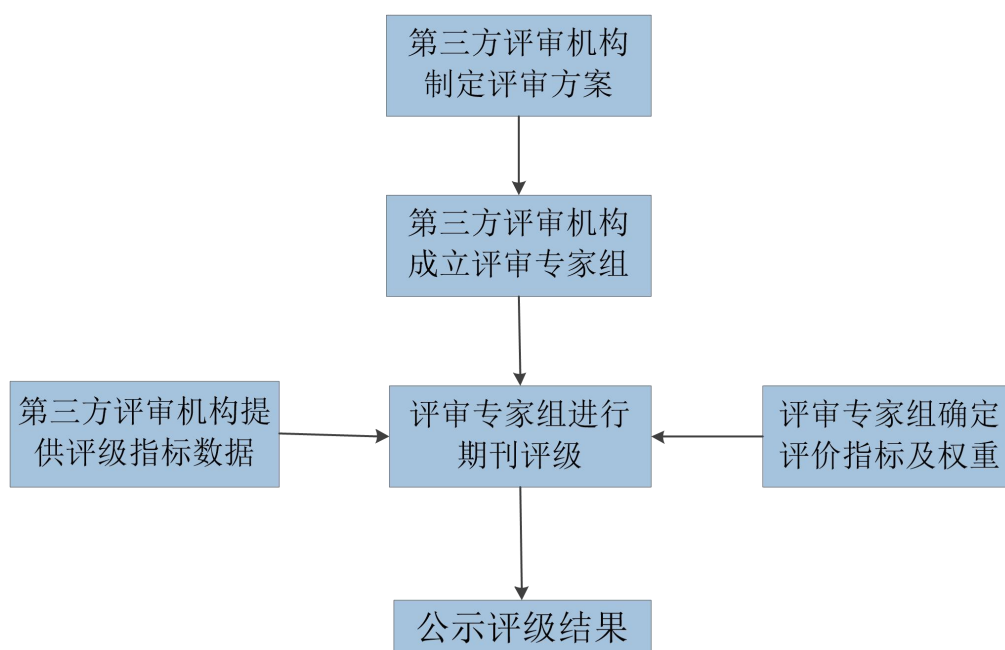 第三方评审机构
制定评审方案
第三方评审机构
成立评审专家组
第三方评审机构提
供评级指标数据
评审专家组进行
期刊评级
评审专家组确定
评价指标及权重
公示评级结果